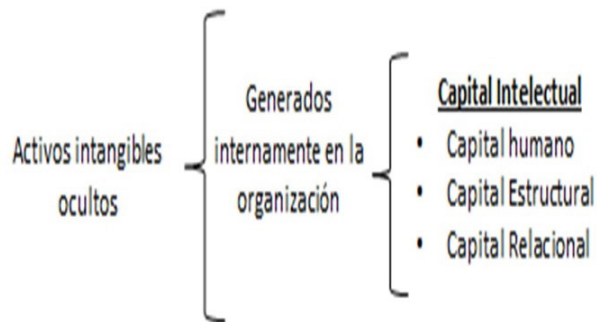 Activos intangibles
ocultos
Generados
internamente en la
organización
Capital Intelectual
• Capital humano
• Capital Estructural
• Capital Relacional